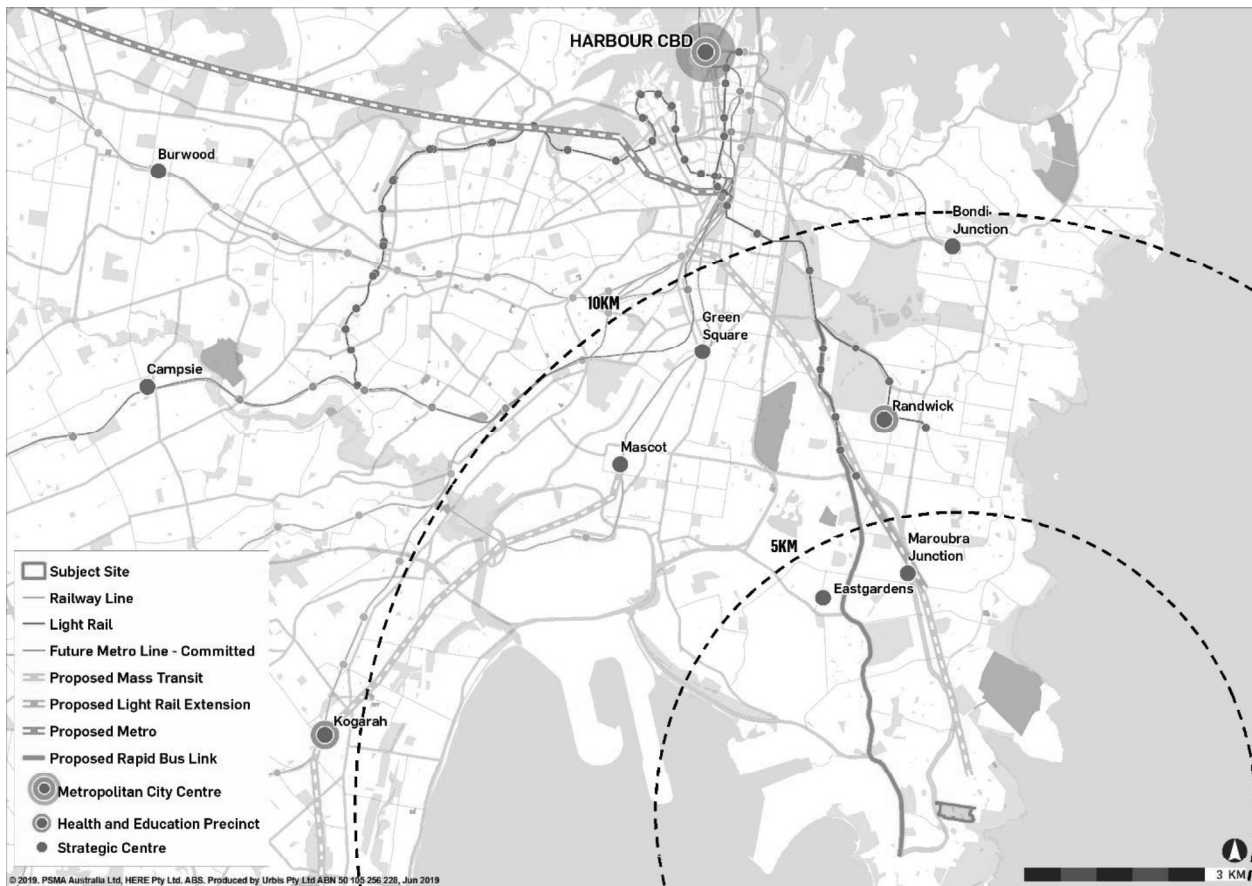 HARBOUR CBD
Burwood
Bondi
Junction
10KM
Green
Square
Campsie
Randwick
Mascot
5KM
Maroubra
Junction
Eastgardens
Kogarah
Subject Site
Railway Line
Light Rail
Future Metro Line - Committed
Proposed Mass Transit
Proposed Light Rail Extension
Proposed Metro
Proposed Rapid Bus Link
Metropolitan City Centre
Health and Education Precinct
Strategic Centre
3 KM
© 2019. PSMA Australia Ltd, HERE Pty Ltd. ABS. Produced by Urbis Pty Ltd ABN 50 105 256 228, Jun 2019